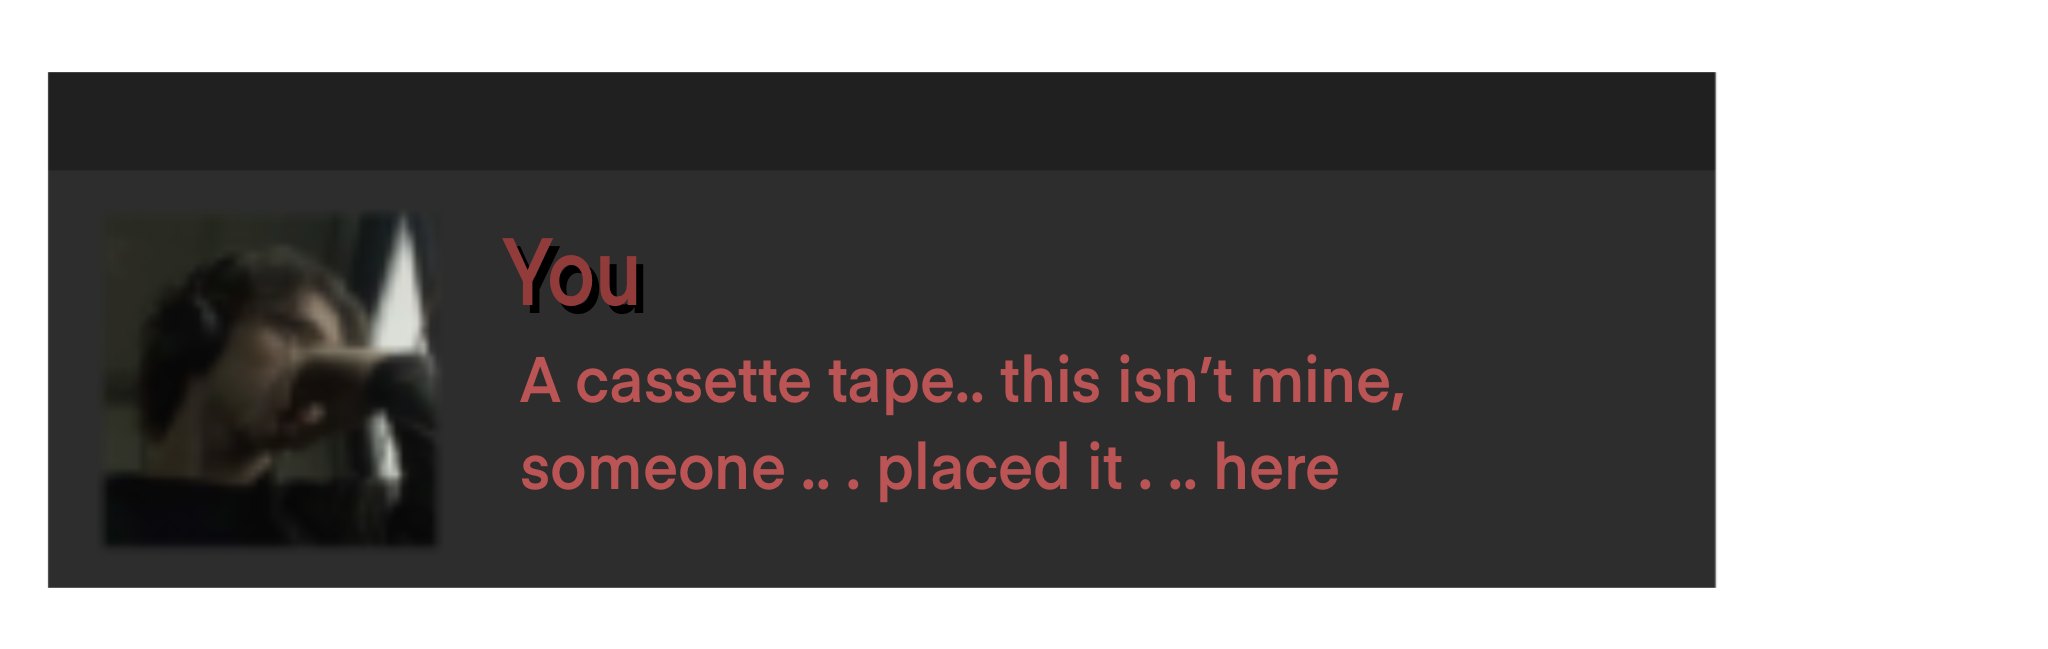 You
A cassette tape.. this isn’t mine,
someone .. . placed it . .. here